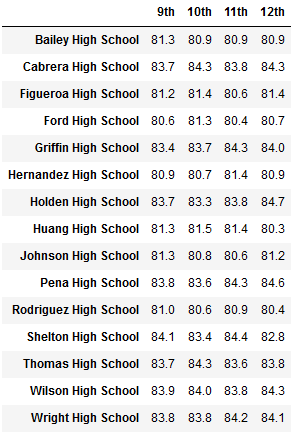 9th 10th 11th 12th
Bailey High School 81.3 80.9 80.9 80.9
Cabrera High School 83.7 84.3 83.8 84.3
Figueroa High School 81.2 81.4 80.6 81.4
Ford High School 80.6 81.3 80.4 80.7
Griffin High School 83.4 83.7 84.3 84.0
Hernandez High School 80.9 80.7 81.4 80.9
Holden High School 83.7 83.3 83.8 84.7
Huang High School 81.3 81.5 81.4 80.3
Johnson High School 81.3 80.8 80.6 81.2
Pena High School 83.8 83.6 84.3 84.6
Rodriguez High School 81.0 80.6 80.9 80.4
Shelton High School 84.1 83.4 84.4 82.8
Thomas High School 83.7 84.3 83.6 83.8
Wilson High School 83.9 84.0 83.8 84.3
Wright High School 83.8 83.8 84.2 84.1